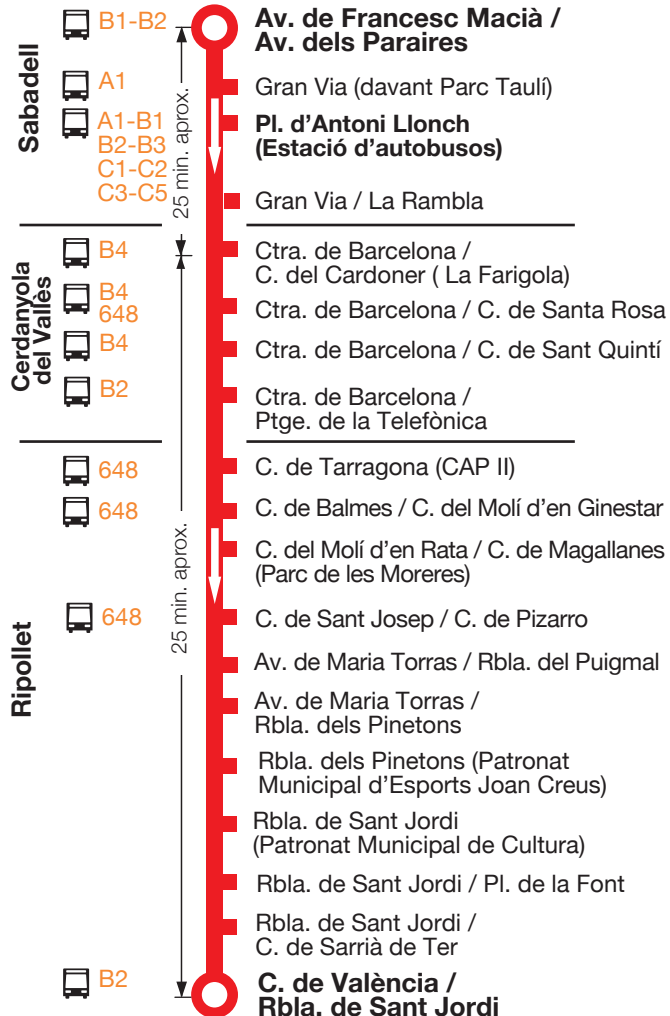 Sabadell
B1-B2
Av. de Francesc Macià /
Av. dels Paraires
A1
Gran Via (davant Parc Taulí)
A1-B1
B2-B3
C1-C2
C3-C5
Pl. d'Antoni Llonch
(Estació d'autobusos)
Gran Via / La Rambla
25 min. aprox.
Cerdanyola
del Vallès
B4
Ctra. de Barcelona /
C. del Cardoner ( La Farigola)
B4
648
Ctra. de Barcelona / C. de Santa Rosa
B4
Ctra. de Barcelona / C. de Sant Quintí
B2
Ctra. de Barcelona /
Ptge. de la Telefònica
Ripollet
648
C. de Tarragona (CAP II)
648
C. de Balmes / C. del Molí d'en Ginestar
C. del Molí d'en Rata / C. de Magallanes
(Parc de les Moreres)
25 min. aprox.
648
C. de Sant Josep / C. de Pizarro
Av. de Maria Torras / Rbla. del Puigmal
Av. de Maria Torras /
Rbla. dels Pinetons
Rbla. dels Pinetons (Patronat
Municipal d'Esports Joan Creus)
Rbla. de Sant Jordi
(Patronat Municipal de Cultura)
Rbla. de Sant Jordi / Pl. de la Font
Rbla. de Sant Jordi /
C. de Sarrià de Ter
B2
C. de València /
Rbla. de Sant Jordi